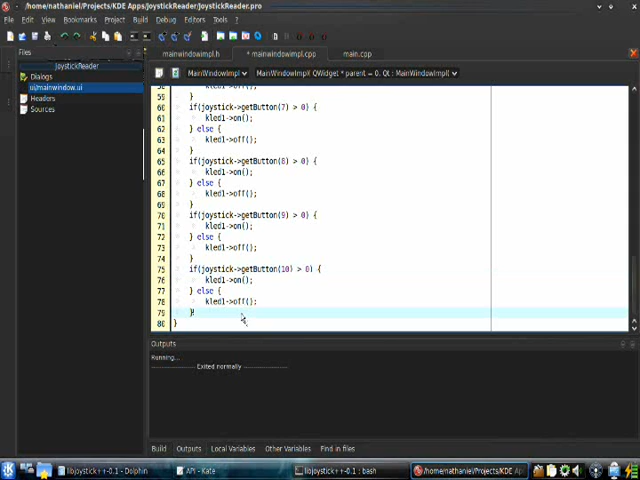 /home/nathaniel/Projects/KDE Apps/JoystickReader/JoystickReader.pro
File Edit View Bookmarks Project Build Debug Editors Tools ?
Files
mainwindowimpl.h * mainwindowimpl.cpp main.cpp
JoystickReader
Dialogs
ui/mainwindow.ui
Headers
Sources
MainWindowImpl MainWindowImpl( QWidget * parent = 0, Qt
58 kled1->off();
59 }
60 if(joystick->getButton(7) > 0) {
61 kled1->on();
62 } else {
63 kled1->off();
64 }
65 if(joystick->getButton(8) > 0) {
66 kled1->on();
67 } else {
68 kled1->off();
69 }
70 if(joystick->getButton(9) > 0) {
71 kled1->on();
72 } else {
73 kled1->off();
74 }
75 if(joystick->getButton(10) > 0) {
76 kled1->on();
77 } else {
78 kled1->off();
79 }
80 }
Outputs
Running...
-------------------- Exited normally --------------------
Build Outputs Local Variables Other Variables Find in files
libjoystick++-0.1 - Dolphin API - Kate libjoystick++-0.1 : bash /home/nathaniel/Projects/KDE Ap